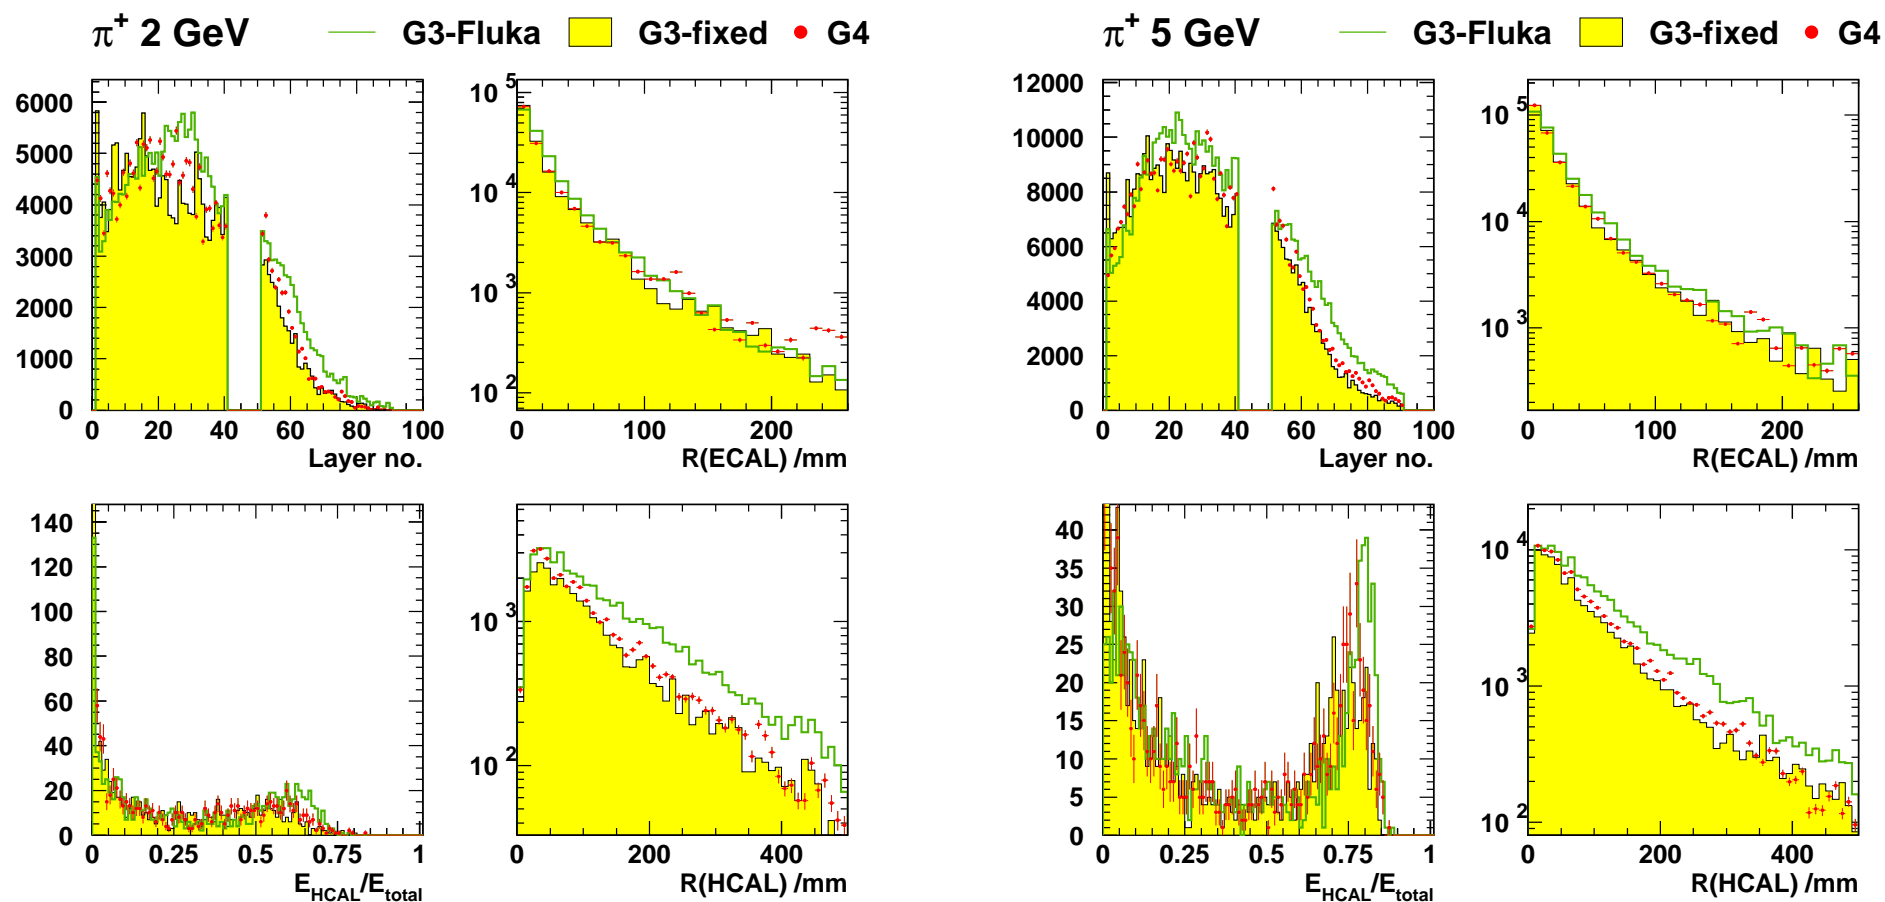 π+ 2 GeV
G3-Fluka G3-fixed G4
6000
5000
4000
3000
2000
1000
0
0 20 40 60 80 100
Layer no.
10^5
10^4
10^3
10^2
0 100 200
R(ECAL) /mm
140
120
100
80
60
40
20
0
0 0.25 0.5 0.75 1
E_HCAL/E_total
10^3
10^2
0 200 400
R(HCAL) /mm
π+ 5 GeV
G3-Fluka G3-fixed G4
12000
10000
8000
6000
4000
2000
0
0 20 40 60 80 100
Layer no.
10^5
10^4
10^3
0 100 200
R(ECAL) /mm
40
35
30
25
20
15
10
5
0
0 0.25 0.5 0.75 1
E_HCAL/E_total
10^4
10^3
10^2
0 200 400
R(HCAL) /mm